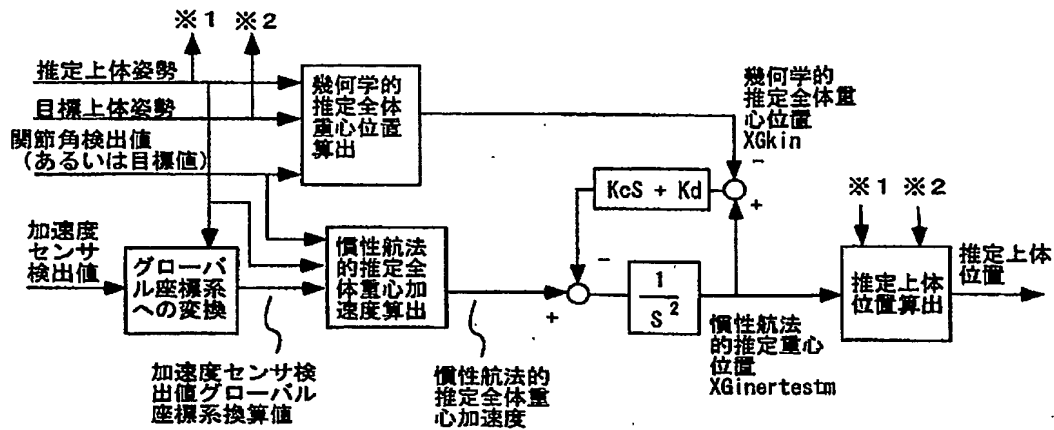 ※1
※2
推定上体姿勢
目標上体姿勢
関節角検出値
(あるいは目標値)
幾何学的
推定全体
重心位置
算出
幾何学的
推定全体重
心位置
XGkin
-
+
KcS + Kd
※1
※2
加速度
センサ
検出値
グローバ
ル座標系
への変換
慣性航法
的推定全
体重心加
速度算出
-
+
1
S 2
推定上体
位置算出
推定上体
位置
慣性航法
的推定重心
位置
XGinertestm
加速度センサ検
出値グローバル
座標系換算値
慣性航法的
推定全体重
心加速度